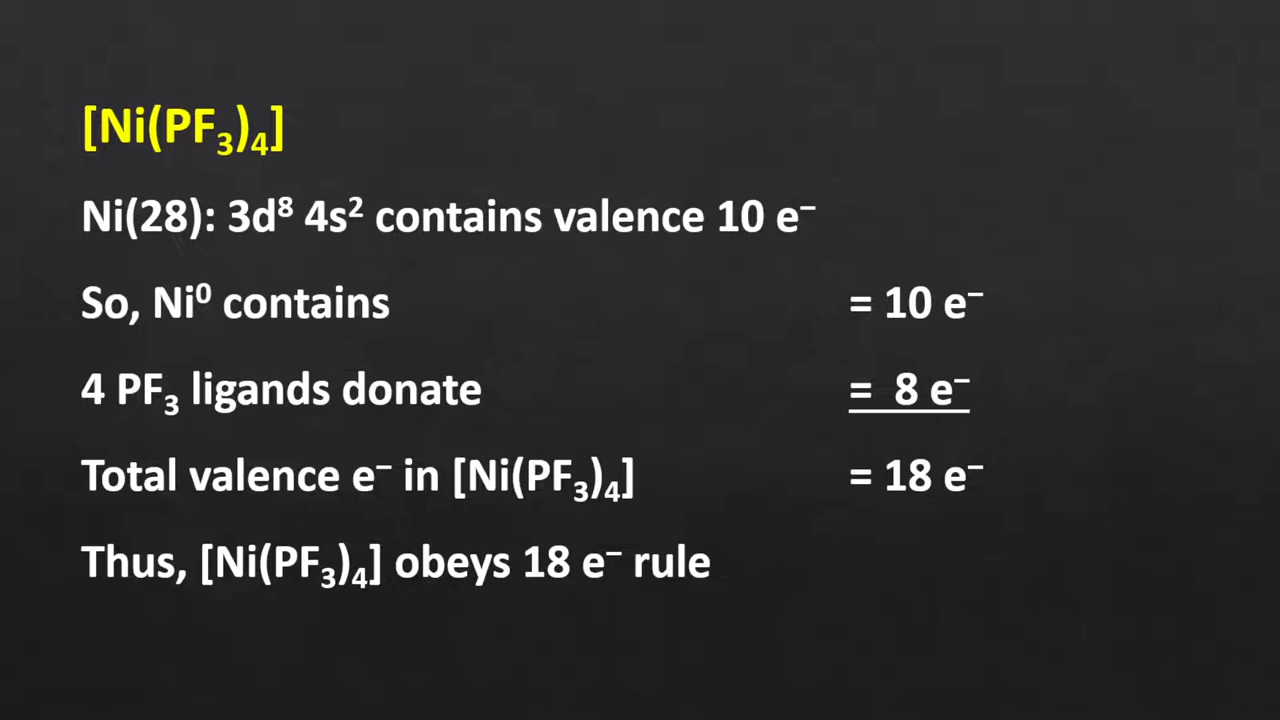 [Ni(PF₃)₄]
Ni(28): 3d⁸ 4s² contains valence 10 e⁻
So, Ni⁰ contains = 10 e⁻
4 PF₃ ligands donate = 8 e⁻
Total valence e⁻ in [Ni(PF₃)₄] = 18 e⁻
Thus, [Ni(PF₃)₄] obeys 18 e⁻ rule